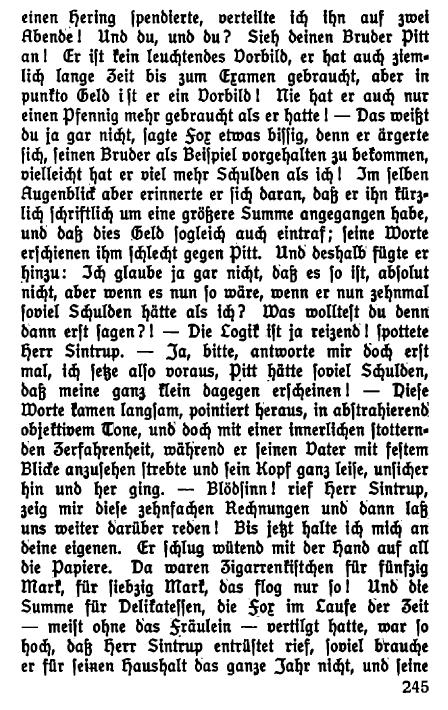 einen Hering spendierte, verteilte ich ihn auf zwei
Abende! Und du, und du? Sieh deinen Bruder Pitt
an! Er ist kein leuchtendes Vorbild, er hat auch ziem-
lich lange Zeit bis zum Examen gebraucht, aber in
punkto Geld ist er ein Vorbild! Nie hat er auch nur
einen Pfennig mehr gebraucht als er hatte! — Das weißt
du ja gar nicht, sagte Fox etwas bissig, denn er ärgerte
sich, seinen Bruder als Beispiel vorgehalten zu bekommen,
vielleicht hat er viel mehr Schulden als ich! Im selben
Augenblick aber erinnerte er sich daran, daß er ihn kürz-
lich schriftlich um eine größere Summe angegangen habe,
und daß dies Geld sogleich auch eintraf; seine Worte
erschienen ihm schlecht gegen Pitt. Und deshalb fügte er
hinzu: Ich glaube ja gar nicht, daß es so ist, absolut
nicht, aber wenn es nun so wäre, wenn er nun zehnmal
soviel Schulden hätte als ich? Was wolltest du denn
dann erst sagen?! — Die Logik ist ja reizend! spottete
Herr Sintrup. — Ja, bitte, antworte mir doch erst
mal, ich setze also voraus, Pitt hätte soviel Schulden,
daß meine ganz klein dagegen erscheinen! — Diese
Worte kamen langsam, pointiert heraus, in abstrahierend
objektivem Tone, und doch mit einer innerlichen stottern-
den Zerfahrenheit, während er seinen Vater mit festem
Blicke anzusehen strebte und sein Kopf ganz leise, unsicher
hin und her ging. — Blödsinn! rief Herr Sintrup,
zeig mir diese zehnfachen Rechnungen und dann laß
uns weiter darüber reden! Bis jetzt halte ich mich an
deine eigenen. Er schlug wütend mit der Hand auf all
die Papiere. Da waren Zigarrenkistchen für fünfzig
Mark, für siebzig Mark, das flog nur so! Und die
Summe für Delikatessen, die Fox im Laufe der Zeit
— meist ohne das Fräulein — vertilgt hatte, war so
hoch, daß Herr Sintrup entrüstet rief, soviel brauche
er für seinen Haushalt das ganze Jahr nicht, und seine
245